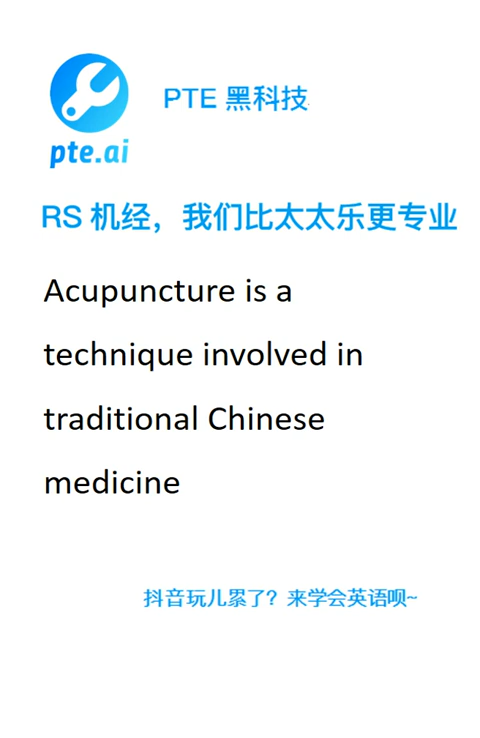 PTE 黑科技
pte.ai
RS 机经，我们比太太乐更专业
Acupuncture is a
technique involved in
traditional Chinese
medicine
抖音玩儿累了？来学会英语呗~